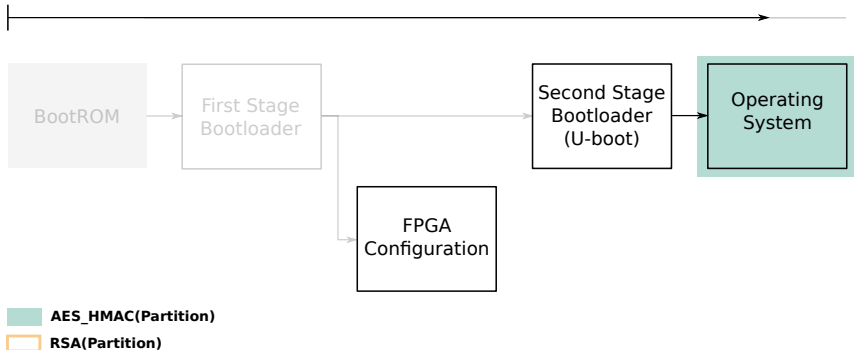 BootROM
First Stage
Bootloader
Second Stage
Bootloader
(U-boot)
Operating
System
FPGA
Configuration
AES_HMAC(Partition)
RSA(Partition)